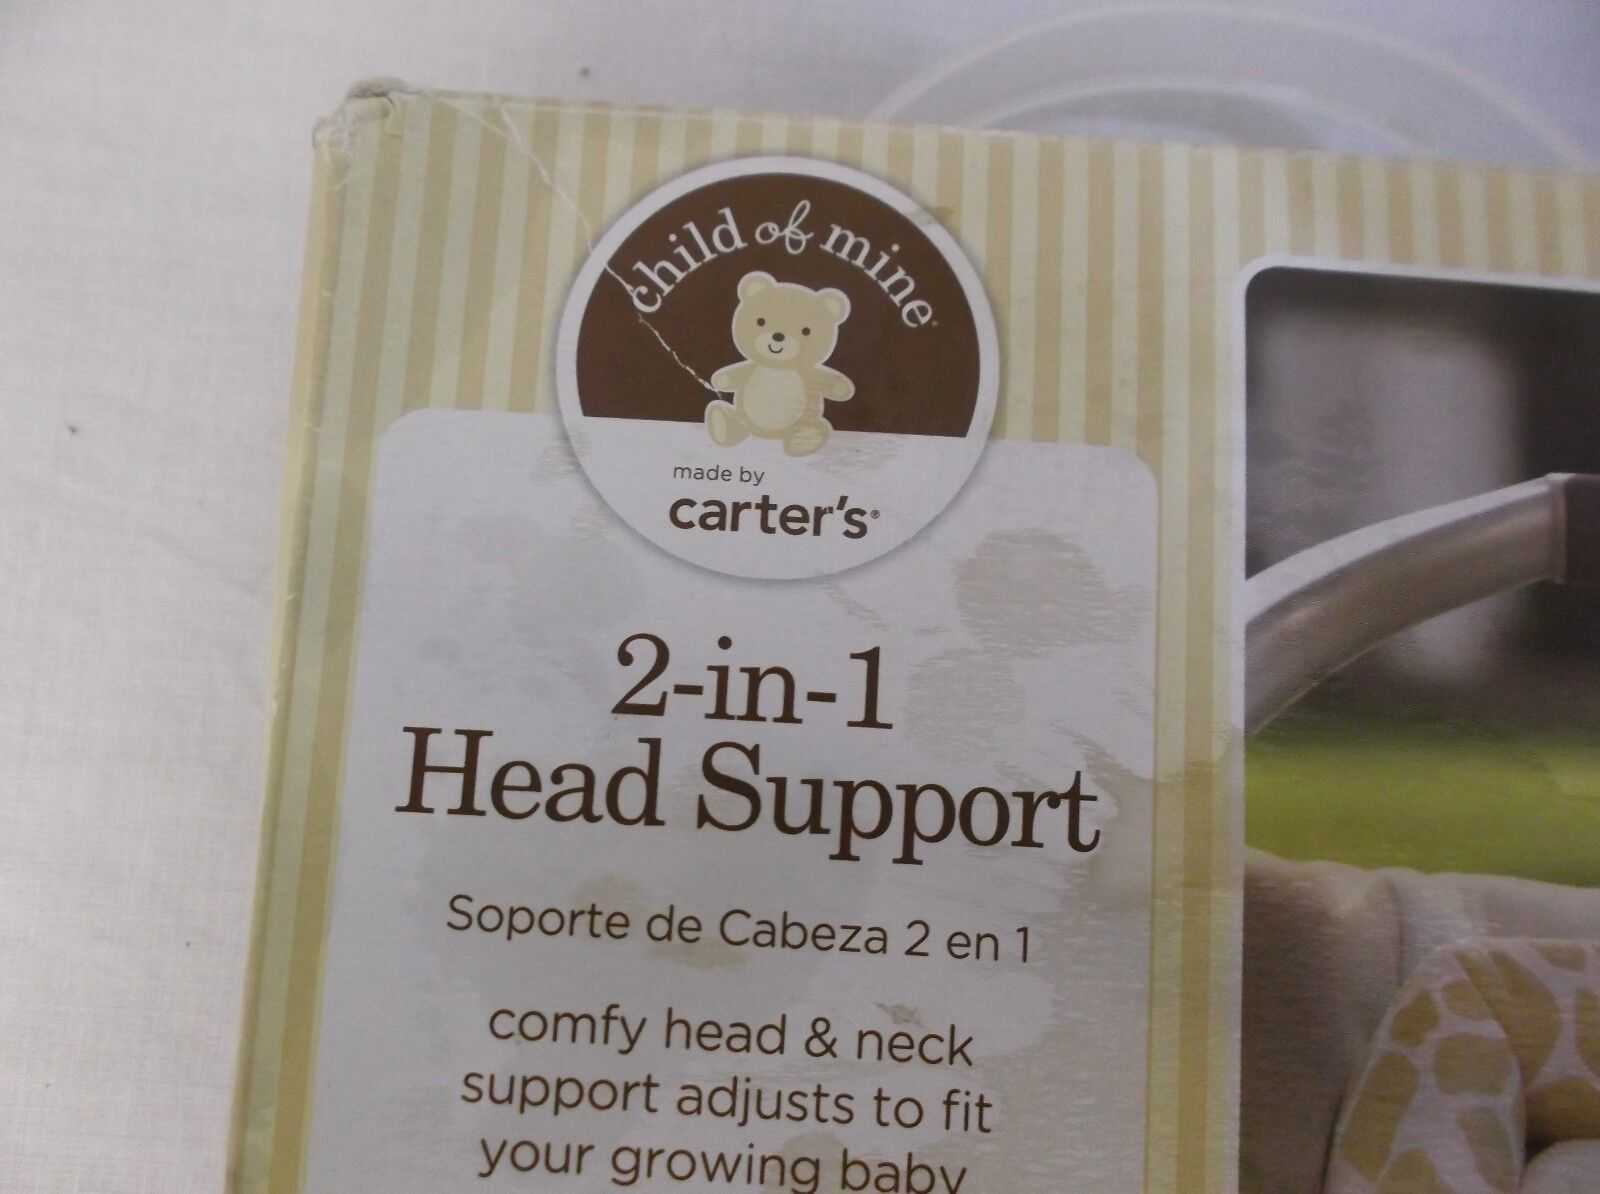 child of mine
made by
carter's®
2-in-1
Head Support
Soporte de Cabeza 2 en 1
comfy head & neck
support adjusts to fit
your growing baby